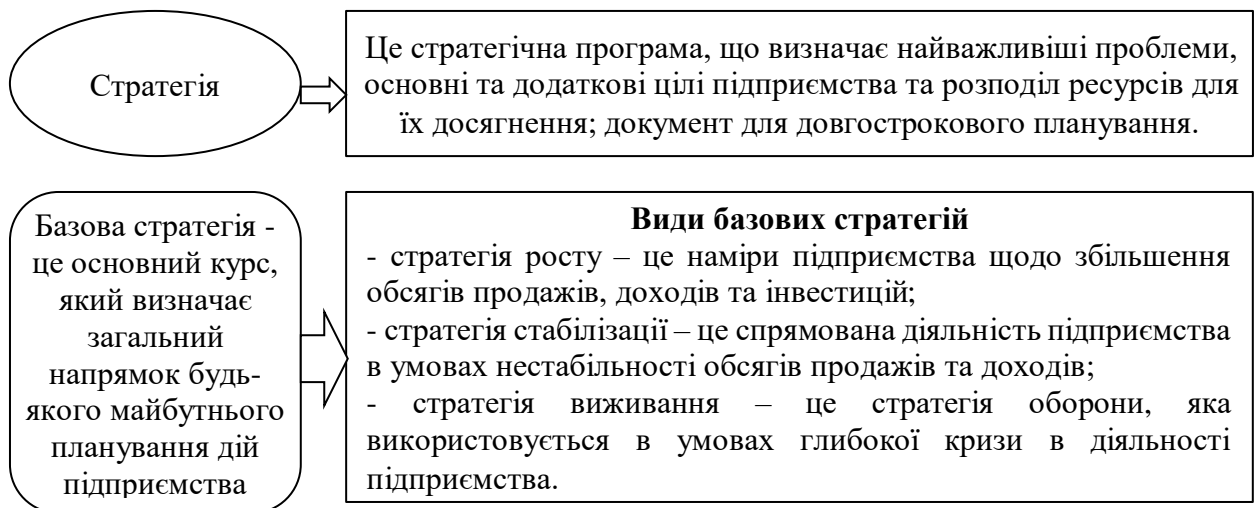 Стратегія
Це стратегічна програма, що визначає найважливіші проблеми,
основні та додаткові цілі підприємства та розподіл ресурсів для
їх досягнення; документ для довгострокового планування.
Базова стратегія -
це основний курс,
який визначає
загальний
напрямок будь-
якого майбутнього
планування дій
підприємства
Види базових стратегій
- стратегія росту – це наміри підприємства щодо збільшення
обсягів продажів, доходів та інвестицій;
- стратегія стабілізації – це спрямована діяльність підприємства
в умовах нестабільності обсягів продажів та доходів;
- стратегія виживання – це стратегія оборони, яка
використовується в умовах глибокої кризи в діяльності
підприємства.